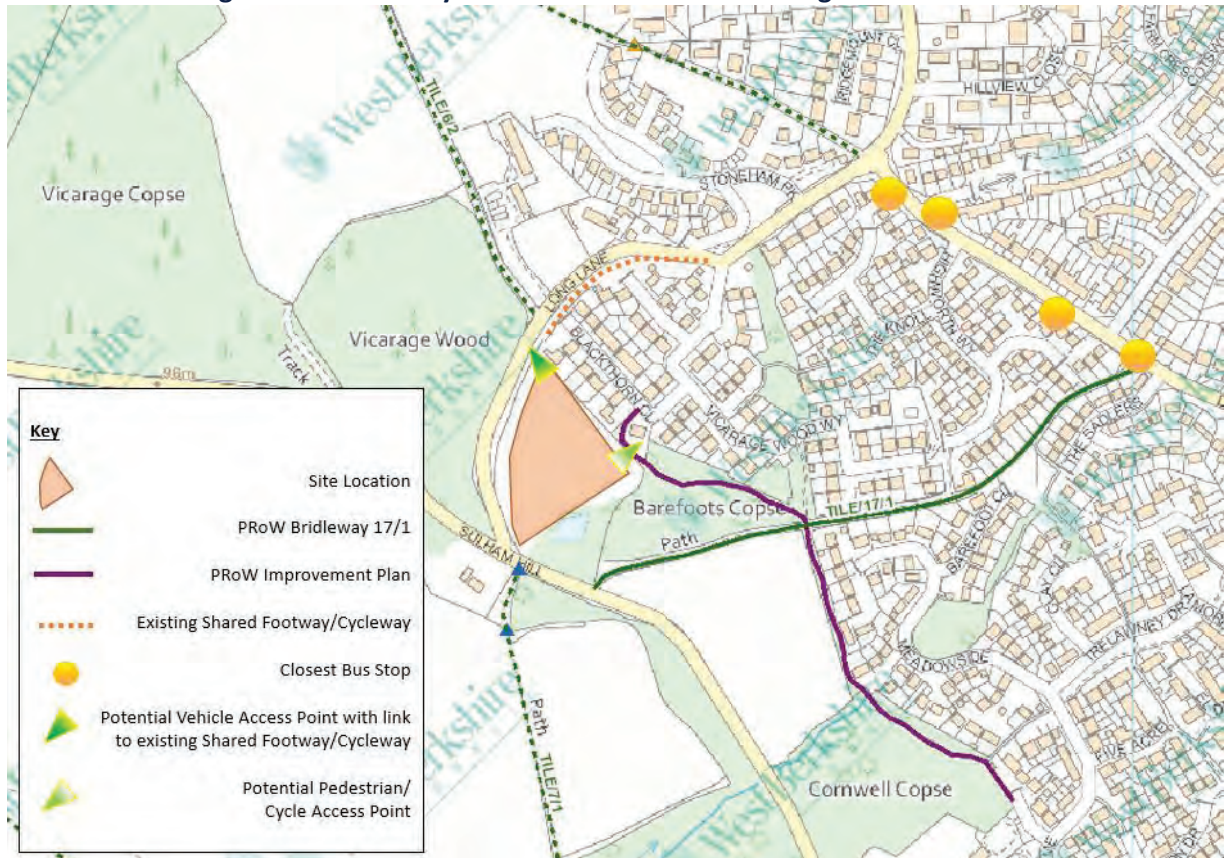 TILE/6/2
RIDGEMOUNT
HILLVIEW CLOSE
West Berkshire
Vicarage Copse
STONEHAM PK
LONG LANE
Vicarage Wood
Track
96m
BLACKTHORN CL
VICARAGE WOOD WY
THE KNOLL
THE SADLERS
Barefoots Copse
TILE/17/1
Path
SULHAM HILL
BAREFOOT CL
CLAY CL
TRELAWNEY DR
MEADOWSIDE
Path TILE/7/1
Cornwell Copse
Key
Site Location
PRoW Bridleway 17/1
PRoW Improvement Plan
Existing Shared Footway/Cycleway
Closest Bus Stop
Potential Vehicle Access Point with link
to existing Shared Footway/Cycleway
Potential Pedestrian/
Cycle Access Point